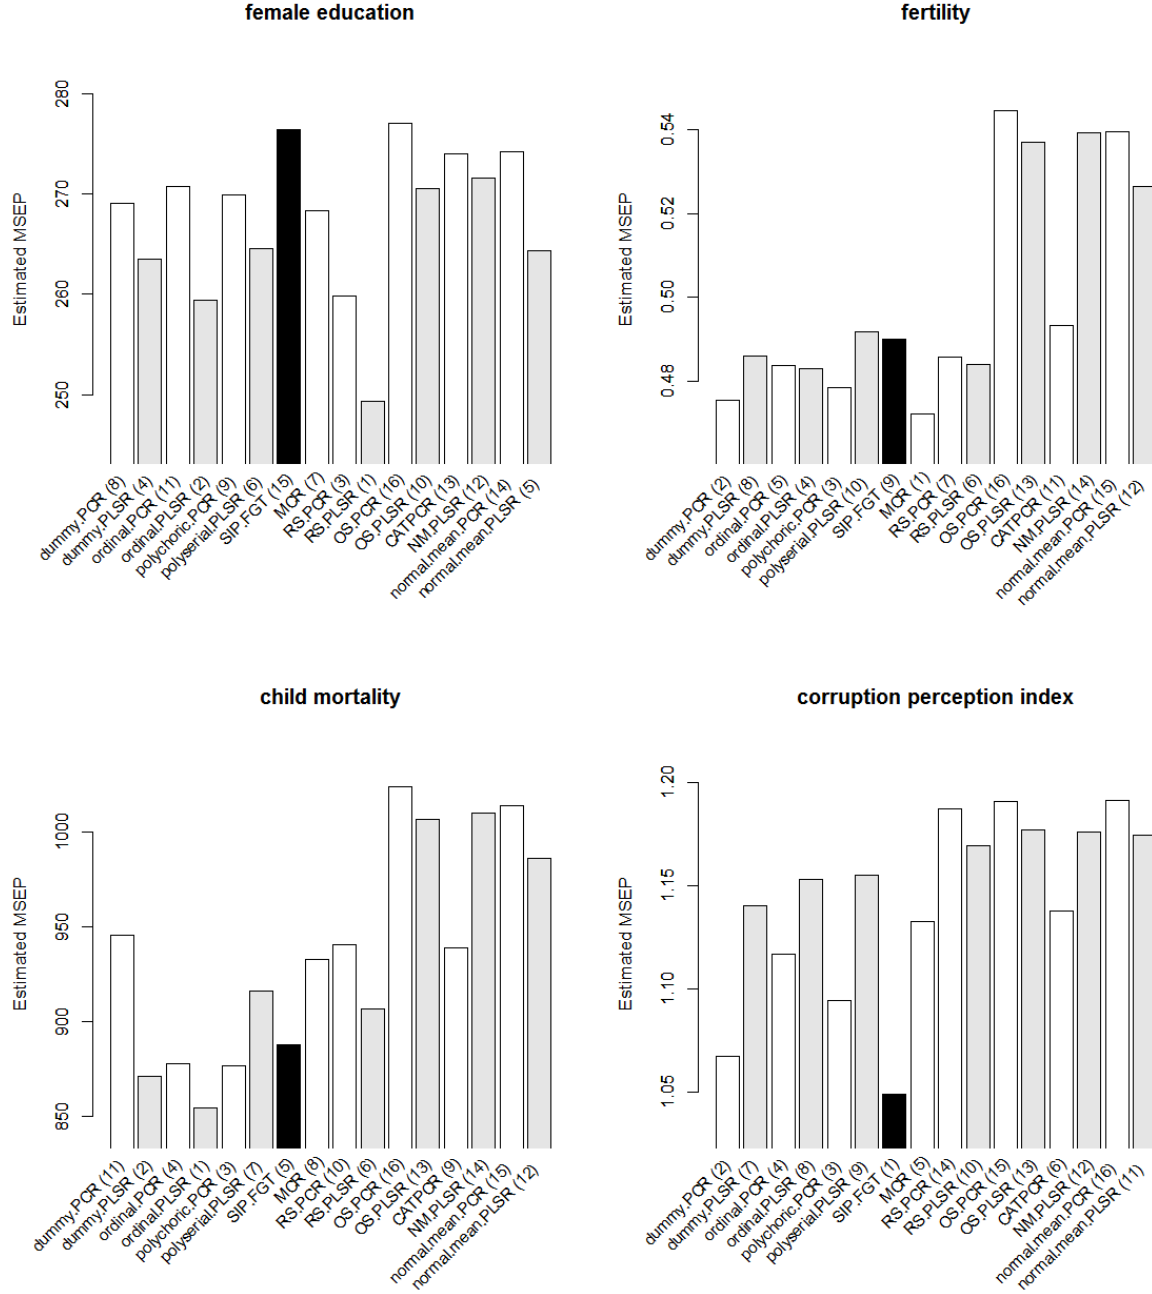 female education
Estimated MSEP
280
270
260
250
dummy.PCR (8)
dummy.PLSR (4)
ordinal.PCR (11)
ordinal.PLSR (2)
polychoric.PCR (9)
polyserial.PLSR (6)
SIP.FGT (15)
MCR (7)
RS.PCR (3)
RS.PLSR (1)
OS.PCR (16)
OS.PLSR (10)
CATPCR (13)
NM.PLSR (12)
normal.mean.PCR (14)
normal.mean.PLSR (5)
fertility
Estimated MSEP
0.54
0.52
0.50
0.48
dummy.PCR (2)
dummy.PLSR (8)
ordinal.PCR (5)
ordinal.PLSR (4)
polychoric.PCR (3)
polyserial.PLSR (10)
SIP.FGT (9)
MCR (1)
RS.PCR (7)
RS.PLSR (6)
OS.PCR (16)
OS.PLSR (13)
CATPCR (11)
NM.PLSR (14)
normal.mean.PCR (15)
normal.mean.PLSR (12)
child mortality
Estimated MSEP
1000
950
900
850
dummy.PCR (11)
dummy.PLSR (2)
ordinal.PCR (4)
ordinal.PLSR (1)
polychoric.PCR (3)
polyserial.PLSR (7)
SIP.FGT (5)
MCR (8)
RS.PCR (10)
RS.PLSR (6)
OS.PCR (16)
OS.PLSR (13)
CATPCR (9)
NM.PLSR (14)
normal.mean.PCR (15)
normal.mean.PLSR (12)
corruption perception index
Estimated MSEP
1.20
1.15
1.10
1.05
dummy.PCR (2)
dummy.PLSR (7)
ordinal.PCR (4)
ordinal.PLSR (8)
polychoric.PCR (3)
polyserial.PLSR (9)
SIP.FGT (1)
MCR (5)
RS.PCR (14)
RS.PLSR (10)
OS.PCR (15)
OS.PLSR (13)
CATPCR (6)
NM.PLSR (12)
normal.mean.PCR (16)
normal.mean.PLSR (11)